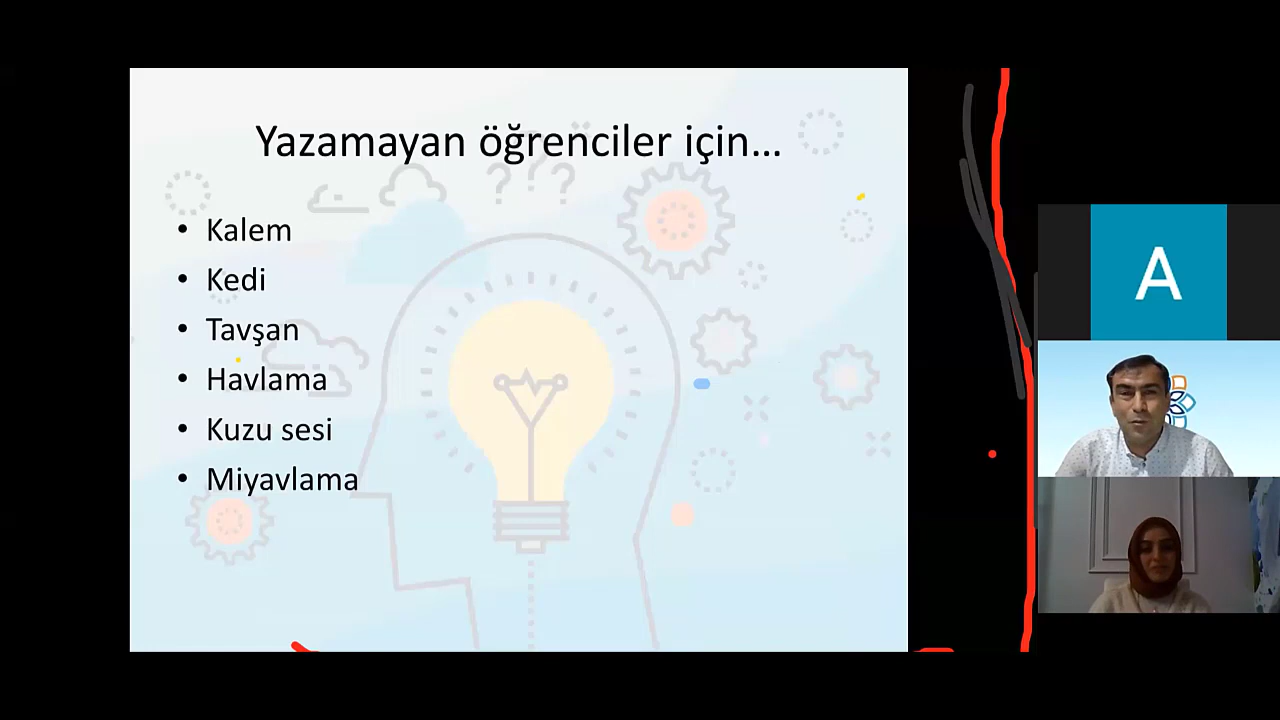 Yazamayan öğrenciler için...
• Kalem
• Kedi
• Tavşan
• Havlama
• Kuzu sesi
• Miyavlama
A